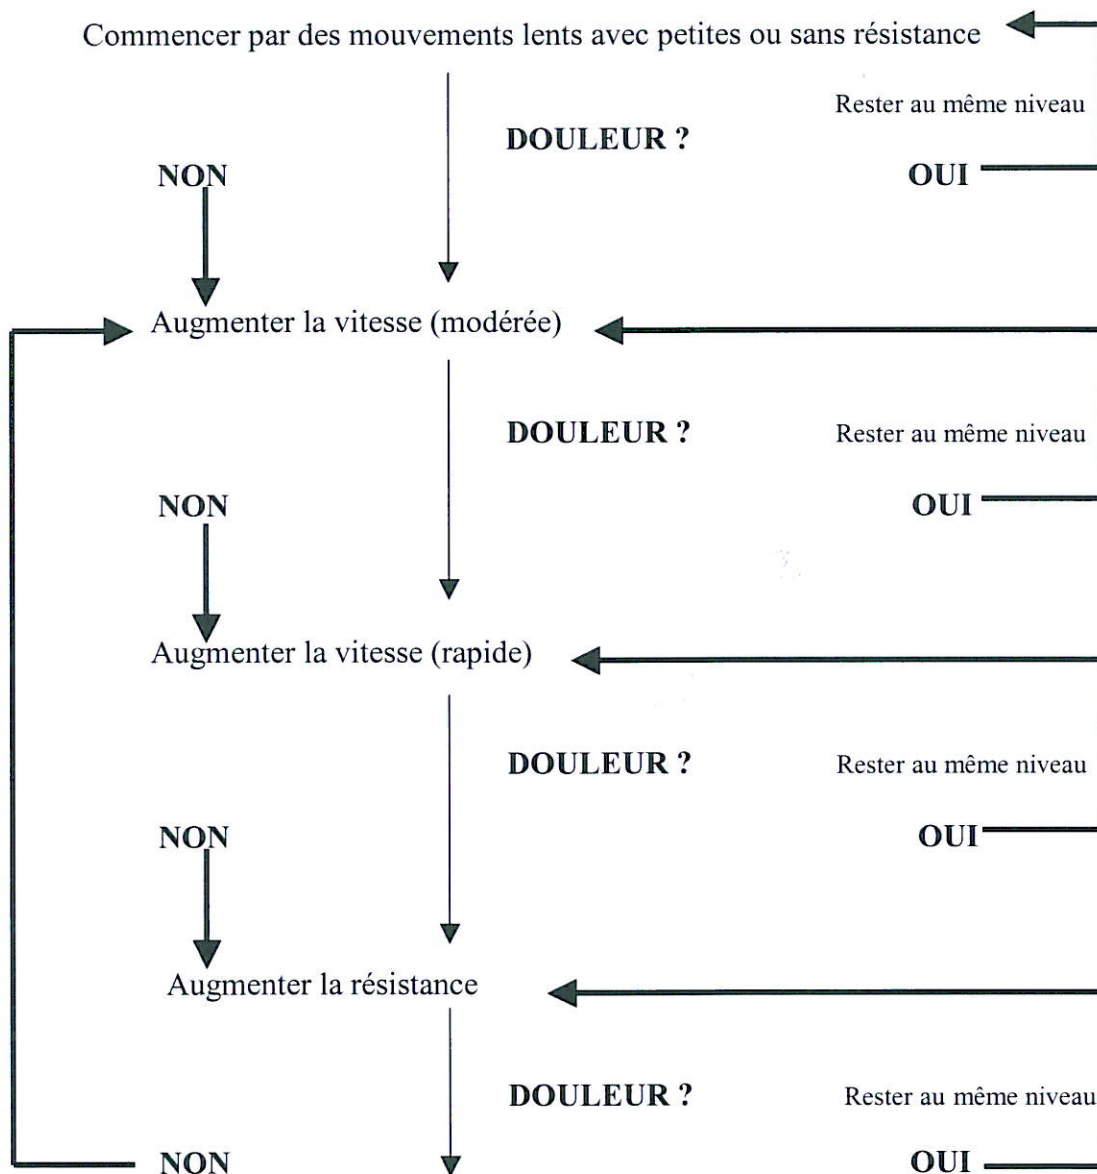 Commencer par des mouvements lents avec petites ou sans résistance
Rester au même niveau
DOULEUR ?
NON
OUI
Augmenter la vitesse (modérée)
DOULEUR ?
Rester au même niveau
NON
OUI
Augmenter la vitesse (rapide)
DOULEUR ?
Rester au même niveau
NON
OUI
Augmenter la résistance
DOULEUR ?
Rester au même niveau
NON
OUI